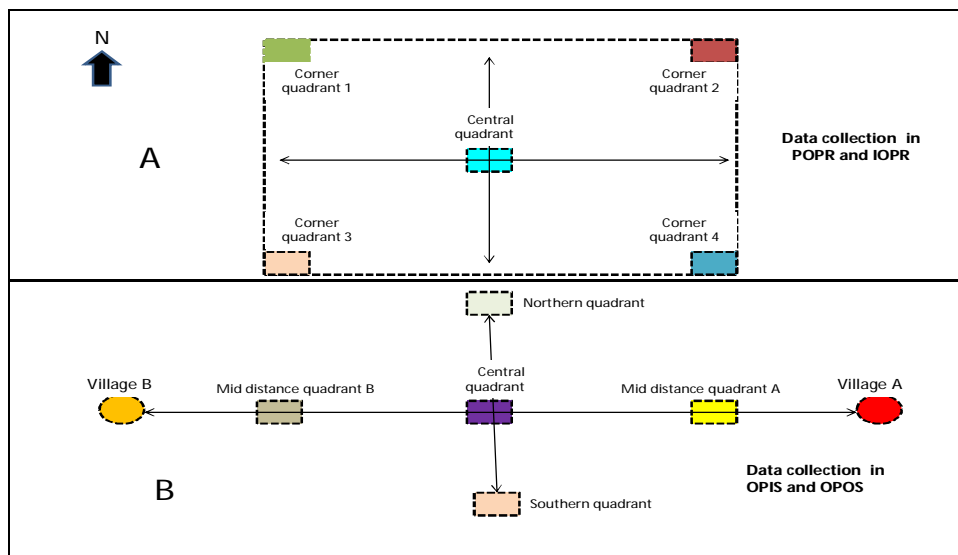 N
Corner
quadrant 1
Corner
quadrant 2
Central
quadrant
A
Data collection in
POPR and IOPR
Corner
quadrant 3
Corner
quadrant 4
Northern quadrant
Central
quadrant
Village B
Mid distance quadrant B
Mid distance quadrant A
Village A
B
Data collection in
OPIS and OPOS
Southern quadrant